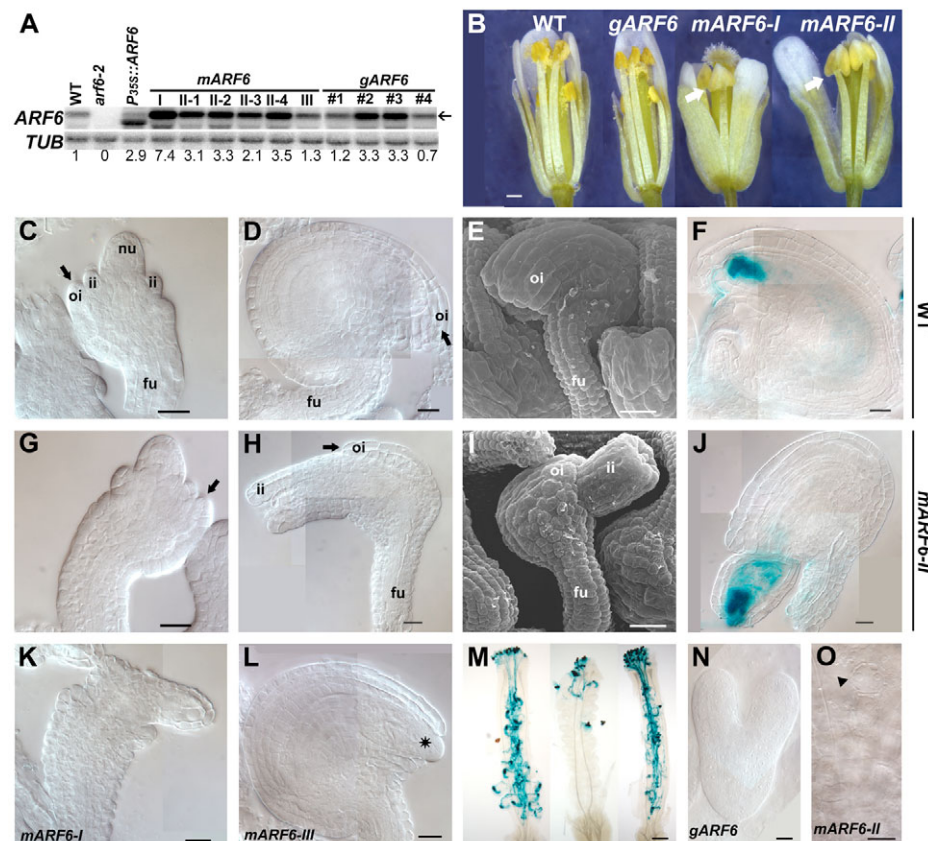 A
WT
arf6-2
P35S::ARF6
mARF6
gARF6
I II-1 II-2 II-3 II-4 III #1 #2 #3 #4
ARF6
TUB
1 0 2.9 7.4 3.1 3.3 2.1 3.5 1.3 1.2 3.3 3.3 0.7
B
WT gARF6 mARF6-I mARF6-II
C
nu
ii ii
oi
fu
D
oi
fu
E
oi
fu
F
WT
G
H
oi
ii
fu
I
oi ii
fu
J
mARF6-II
K
mARF6-I
L
mARF6-III
M
N
gARF6
O
mARF6-II